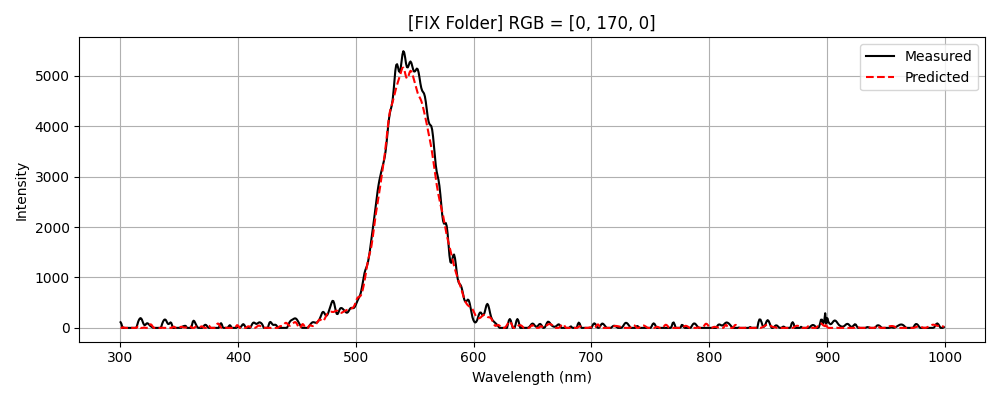 [FIX Folder] RGB = [0, 170, 0]
Measured
Predicted
Intensity
5000
4000
3000
2000
1000
0
300 400 500 600 700 800 900 1000
Wavelength (nm)